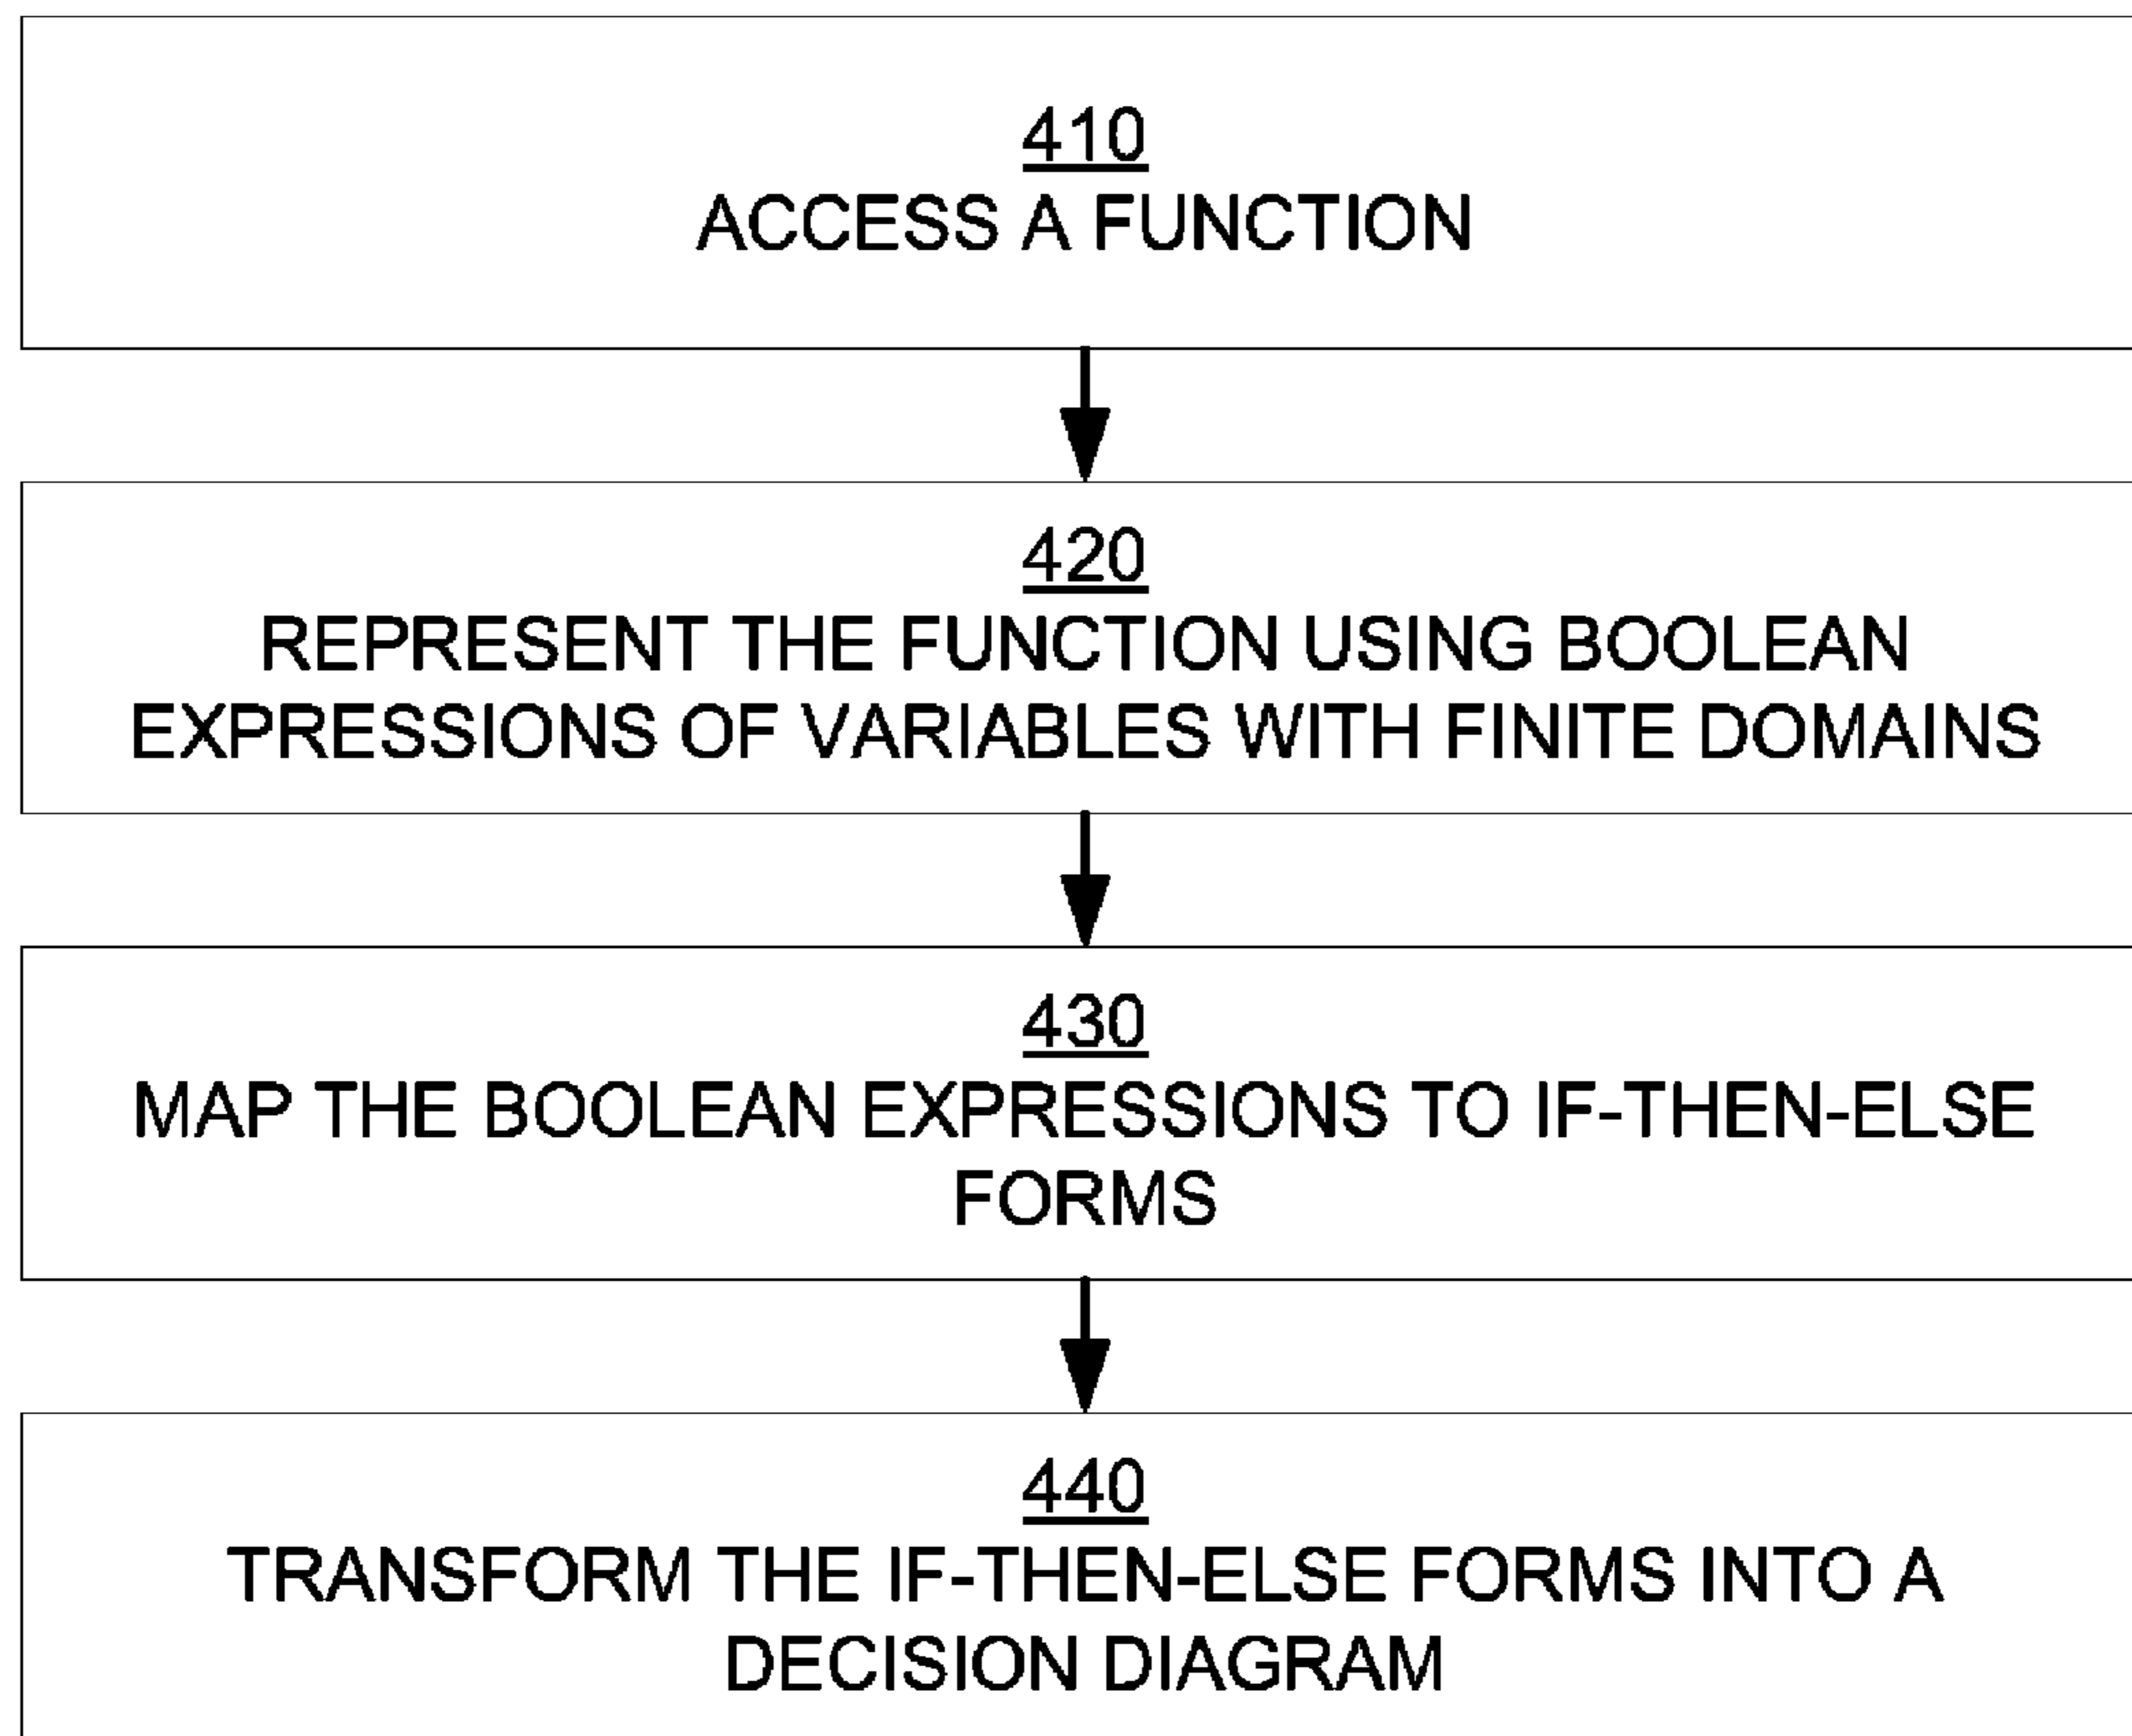 410
ACCESS A FUNCTION
420
REPRESENT THE FUNCTION USING BOOLEAN
EXPRESSIONS OF VARIABLES WITH FINITE DOMAINS
430
MAP THE BOOLEAN EXPRESSIONS TO IF-THEN-ELSE
FORMS
440
TRANSFORM THE IF-THEN-ELSE FORMS INTO A
DECISION DIAGRAM